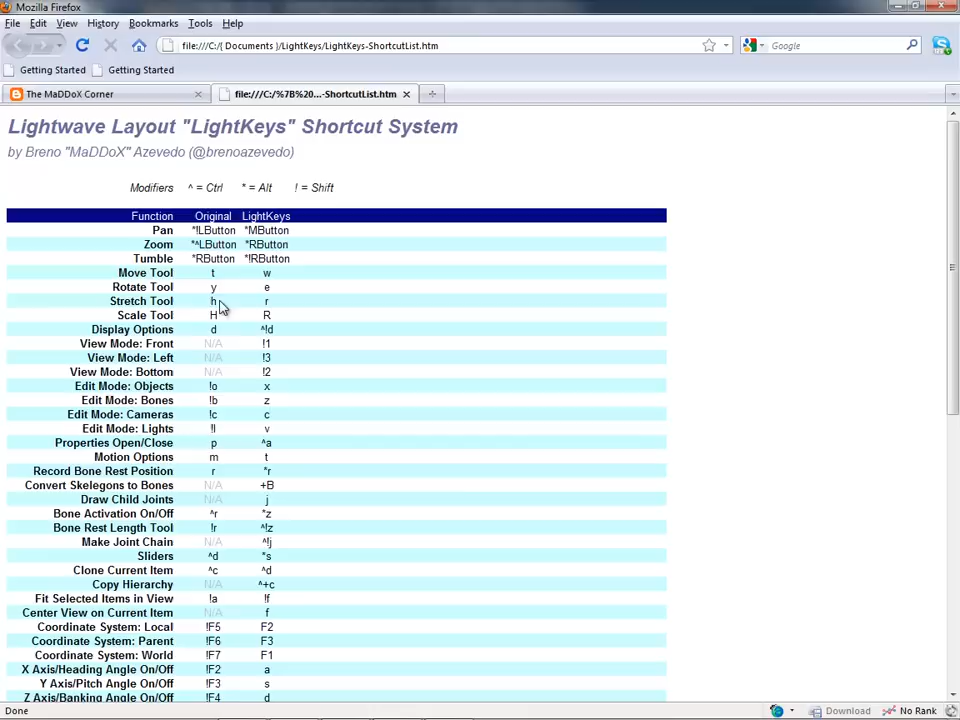 Mozilla Firefox
File Edit View History Bookmarks Tools Help
file:///C:/{ Documents }/LightKeys/LightKeys-ShortcutList.htm Google
Getting Started Getting Started
The MaDDoX Corner file:///C:/%7B%20...-ShortcutList.htm
Lightwave Layout "LightKeys" Shortcut System
by Breno "MaDDoX" Azevedo (@brenoazevedo)
Modifiers ^ = Ctrl * = Alt ! = Shift
Function Original LightKeys
Pan *!LButton *MButton
Zoom *^LButton *RButton
Tumble *RButton *!RButton
Move Tool t w
Rotate Tool y e
Stretch Tool h r
Scale Tool H R
Display Options d ^!d
View Mode: Front N/A !1
View Mode: Left N/A !3
View Mode: Bottom N/A !2
Edit Mode: Objects !o x
Edit Mode: Bones !b z
Edit Mode: Cameras !c c
Edit Mode: Lights !l v
Properties Open/Close p ^a
Motion Options m t
Record Bone Rest Position r *r
Convert Skelegons to Bones N/A +B
Draw Child Joints N/A j
Bone Activation On/Off ^r *z
Bone Rest Length Tool !r ^!z
Make Joint Chain N/A ^!j
Sliders ^d *s
Clone Current Item ^c ^d
Copy Hierarchy N/A ^+c
Fit Selected Items in View !a !f
Center View on Current Item N/A f
Coordinate System: Local !F5 F2
Coordinate System: Parent !F6 F3
Coordinate System: World !F7 F1
X Axis/Heading Angle On/Off !F2 a
Y Axis/Pitch Angle On/Off !F3 s
Z Axis/Banking Angle On/Off !F4 d
Done Download No Rank